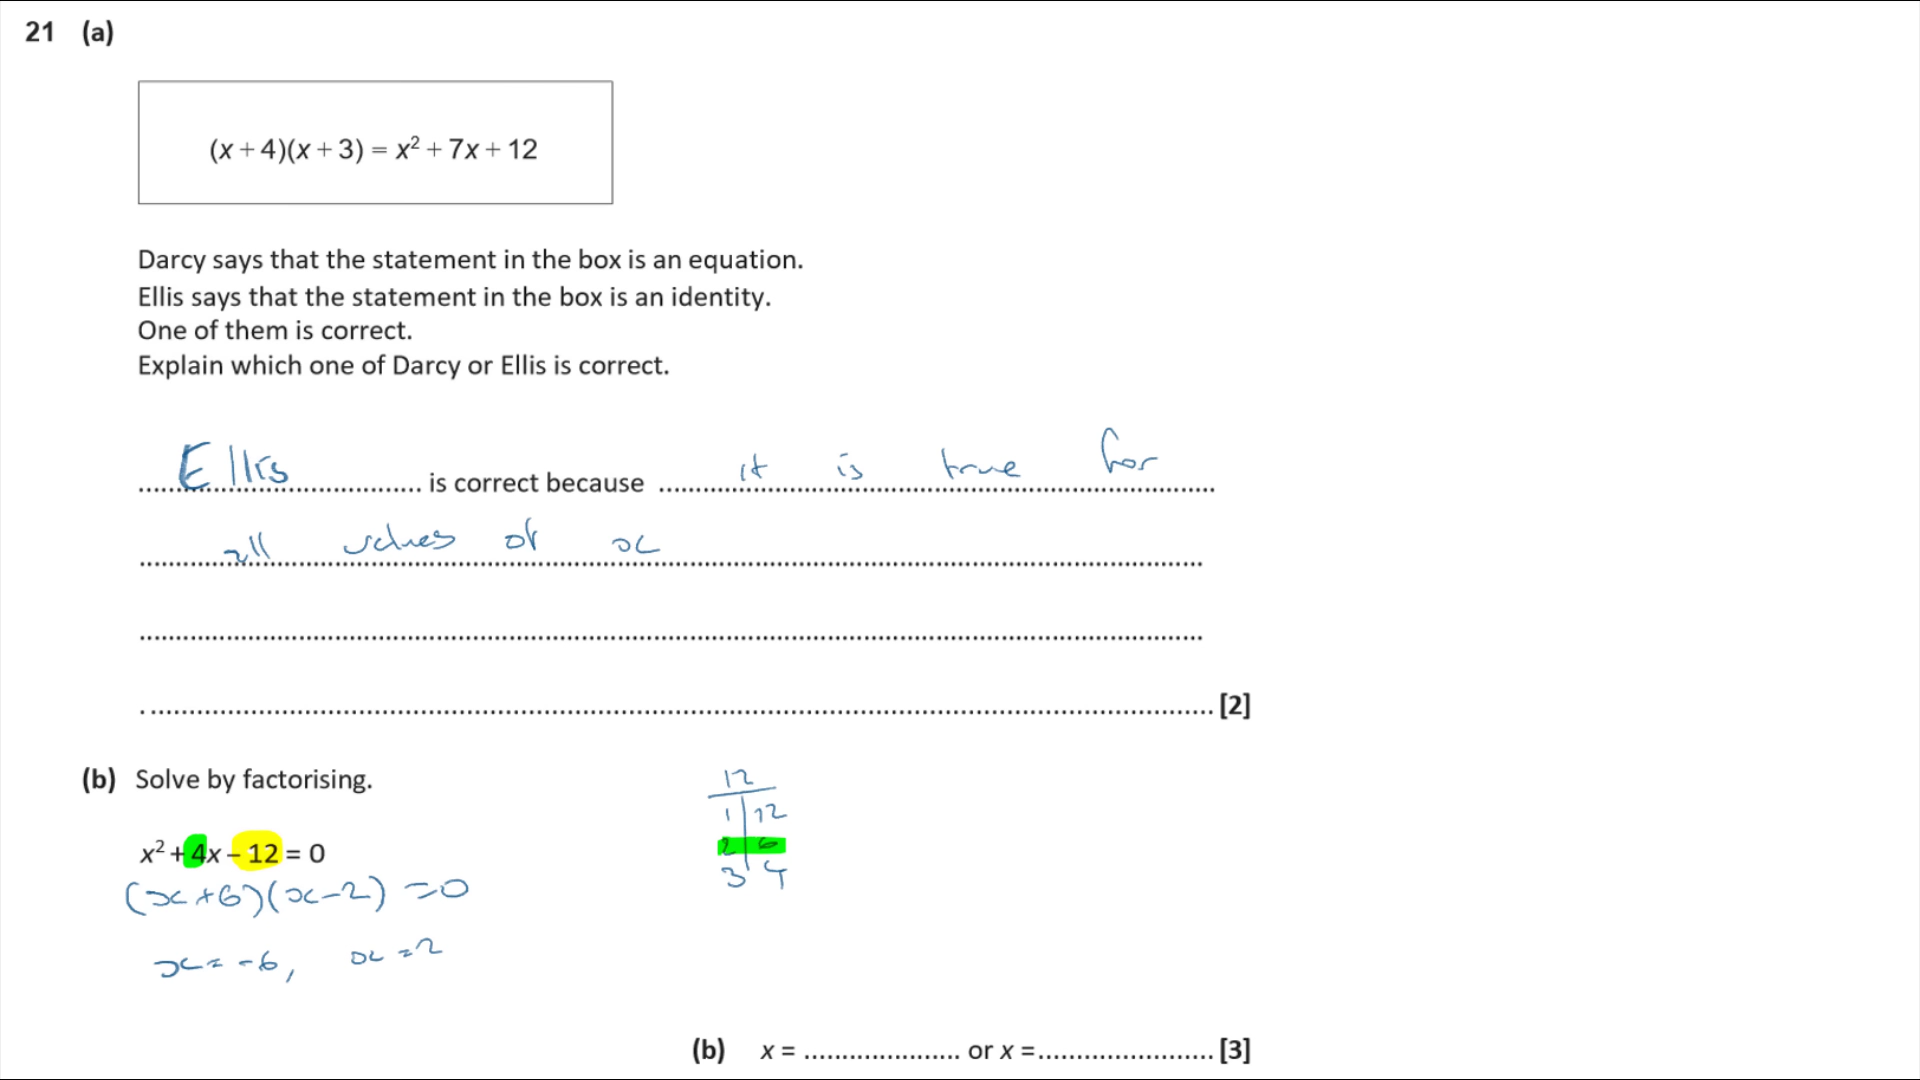 21 (a)
(x + 4)(x + 3) = x² + 7x + 12
Darcy says that the statement in the box is an equation.
Ellis says that the statement in the box is an identity.
One of them is correct.
Explain which one of Darcy or Ellis is correct.
Ellis is correct because it is true for
all values of x
[2]
(b) Solve by factorising.
12
1 12
2 6
3 4
x² + 4x – 12 = 0
(x+6)(x-2) =0
x= -6, x=2
(b) x = ..................... or x =........................ [3]